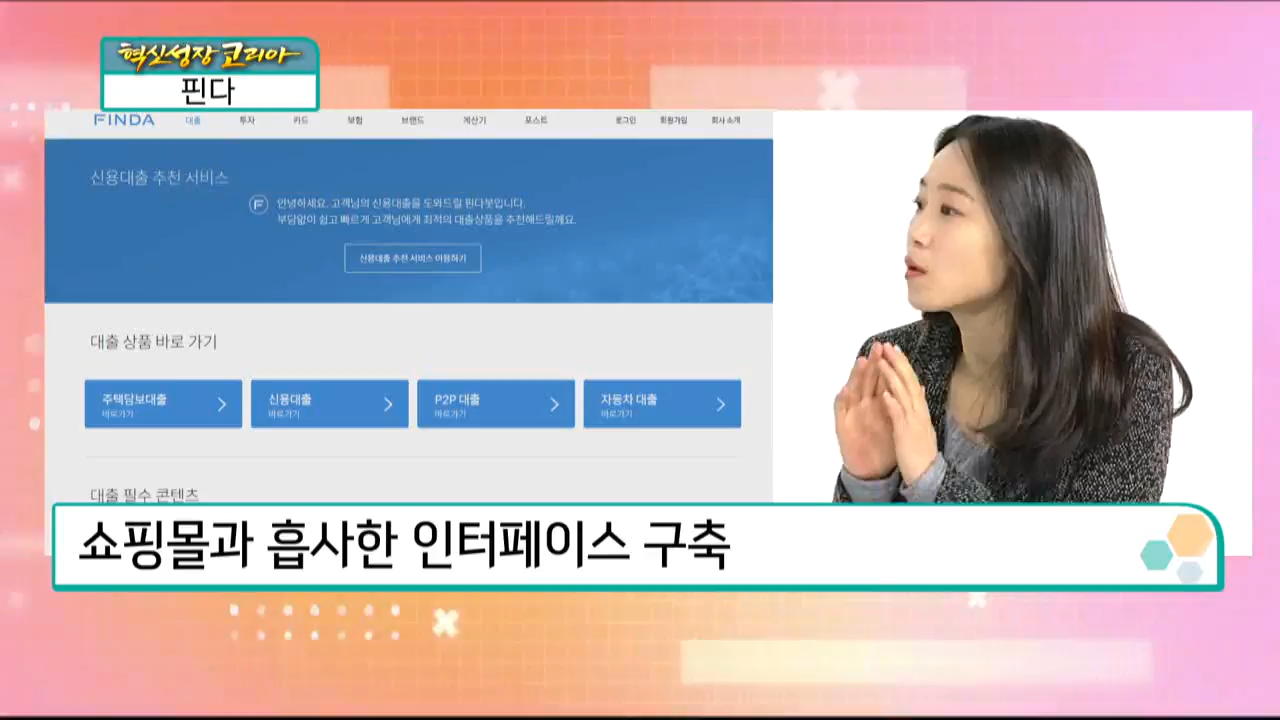 혁신성장 코리아
핀다
FINDA 대출 투자 카드 보험 브랜드 계산기 포스트 로그인 회원가입 회사 소개
신용대출 추천 서비스
F 안녕하세요. 고객님의 신용대출을 도와드릴 핀다봇입니다.
부담없이 쉽고 빠르게 고객님에게 최적의 대출상품을 추천해드릴께요.
신용대출 추천 서비스 이용하기
대출 상품 바로 가기
주택담보대출 신용대출 P2P 대출 자동차 대출
바로가기 바로가기 바로가기 바로가기
대출 필수 콘텐츠
쇼핑몰과 흡사한 인터페이스 구축